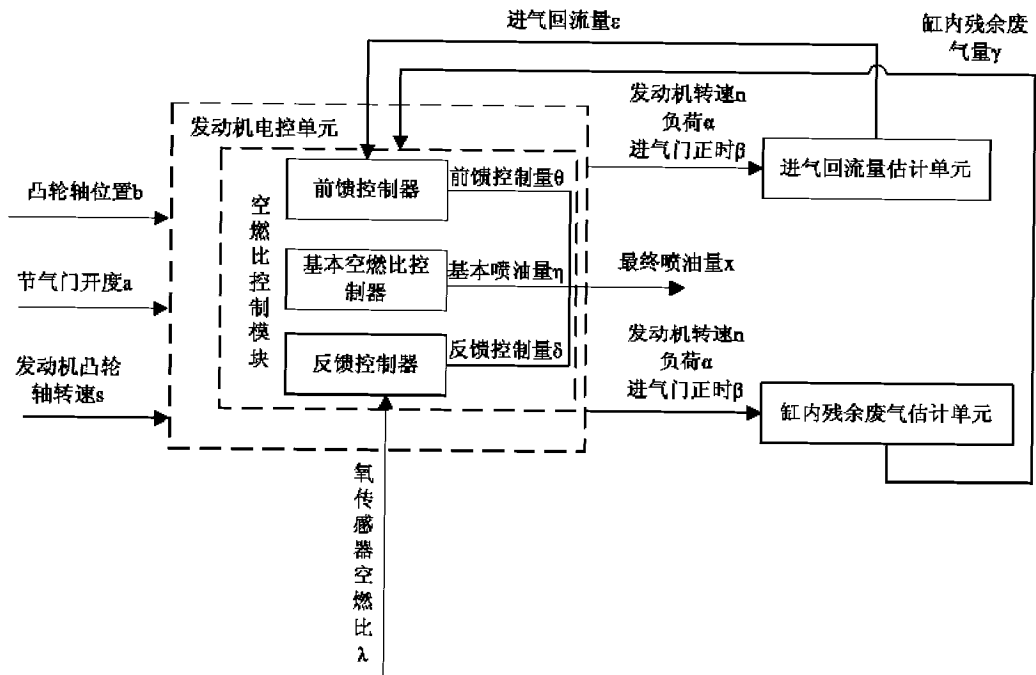 进气回流量ε
缸内残余废
气量γ
发动机电控单元
发动机转速n
负荷α
进气门正时β
进气回流量估计单元
前馈控制器
前馈控制量θ
凸轮轴位置b
空燃比控制模块
基本空燃比控
制器
基本喷油量η
最终喷油量x
节气门开度a
反馈控制器
反馈控制量δ
发动机转速n
负荷α
进气门正时β
发动机凸轮
轴转速s
缸内残余废气估计单元
氧传感器空燃比λ